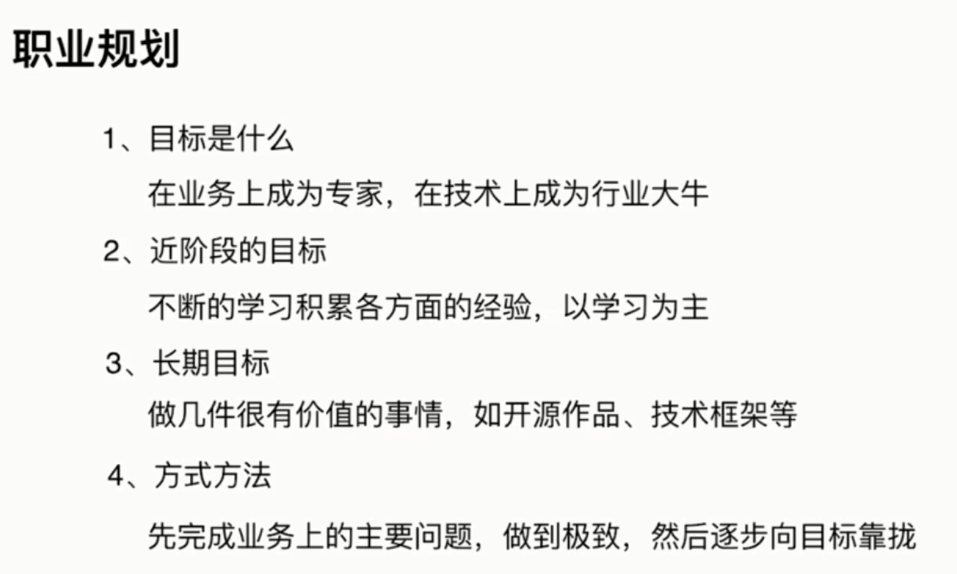 职业规划
1、目标是什么
在业务上成为专家，在技术上成为行业大牛
2、近阶段的目标
不断的学习积累各方面的经验，以学习为主
3、长期目标
做几件很有价值的事情，如开源作品、技术框架等
4、方式方法
先完成业务上的主要问题，做到极致，然后逐步向目标靠拢